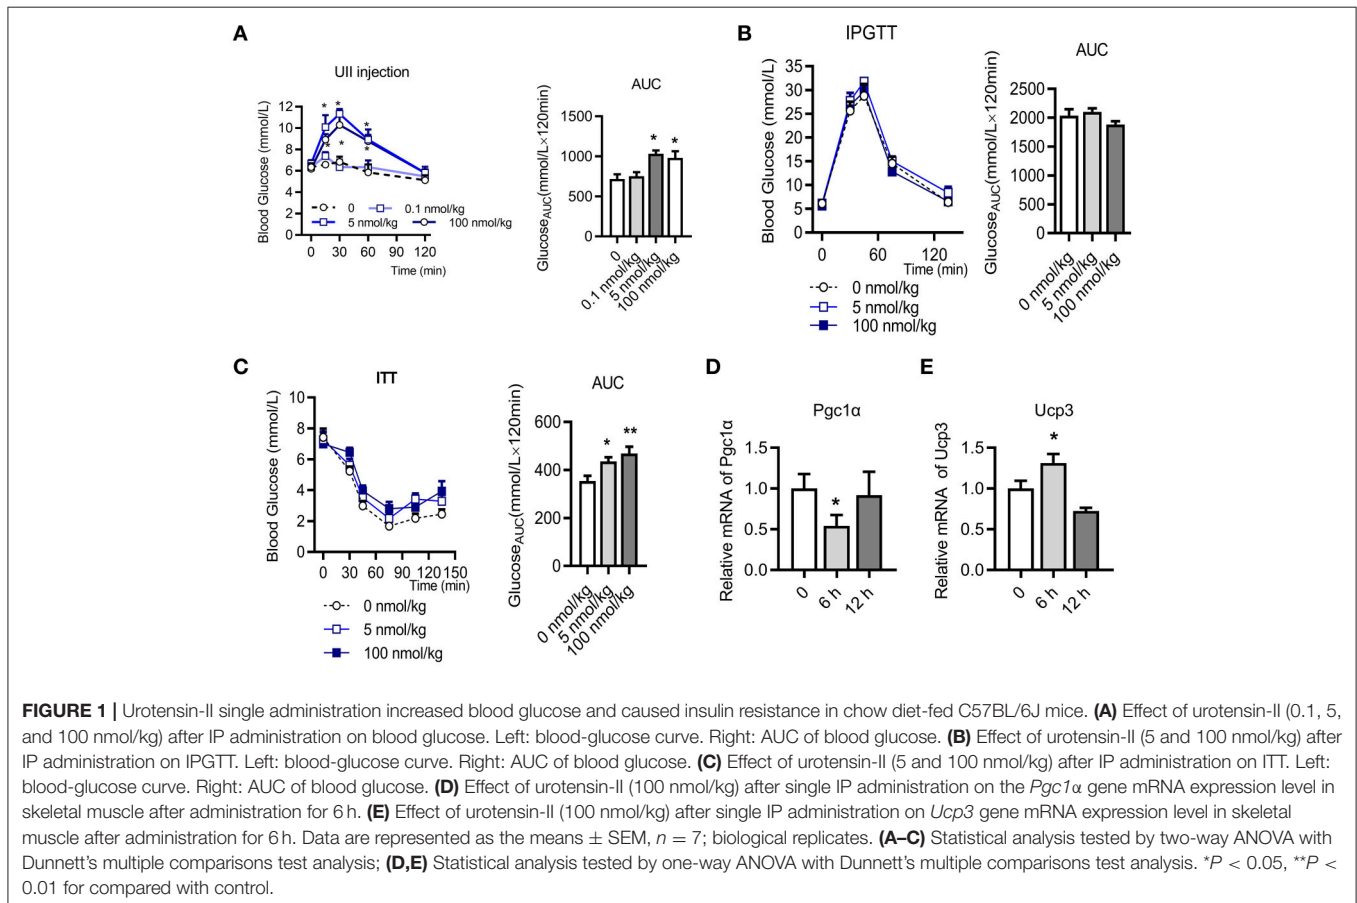 A
UII injection
Blood Glucose (mmol/L)
12
10
8
6
4
2
0
* *
*
* * *
0 0.1 nmol/kg
5 nmol/kg 100 nmol/kg
0 30 60 90 120
Time (min)
AUC
Glucose AUC (mmol/L×120min)
1500
1000
500
0
* *
0
0.1 nmol/kg
5 nmol/kg
100 nmol/kg
B
IPGTT
Blood Glucose (mmol/L)
35
30
25
20
15
10
5
0
0 60 120
Time (min)
0 nmol/kg
5 nmol/kg
100 nmol/kg
AUC
Glucose AUC (mmol/L×120min)
2500
2000
1500
1000
500
0
0 nmol/kg
5 nmol/kg
100 nmol/kg
C
ITT
Blood Glucose (mmol/L)
10
8
6
4
2
0
0 30 60 90 120 150
Time (min)
0 nmol/kg
5 nmol/kg
100 nmol/kg
AUC
Glucose AUC (mmol/L×120min)
600
400
200
0
* **
0 nmol/kg
5 nmol/kg
100 nmol/kg
D
Pgc1α
Relative mRNA of Pgc1α
1.5
1.0
0.5
0.0
*
0
6 h
12 h
E
Ucp3
Relative mRNA of Ucp3
1.5
1.0
0.5
0.0
*
0
6 h
12 h
FIGURE 1 | Urotensin-II single administration increased blood glucose and caused insulin resistance in chow diet-fed C57BL/6J mice. (A) Effect of urotensin-II (0.1, 5,
and 100 nmol/kg) after IP administration on blood glucose. Left: blood-glucose curve. Right: AUC of blood glucose. (B) Effect of urotensin-II (5 and 100 nmol/kg) after
IP administration on IPGTT. Left: blood-glucose curve. Right: AUC of blood glucose. (C) Effect of urotensin-II (5 and 100 nmol/kg) after IP administration on ITT. Left:
blood-glucose curve. Right: AUC of blood glucose. (D) Effect of urotensin-II (100 nmol/kg) after single IP administration on the Pgc1α gene mRNA expression level in
skeletal muscle after administration for 6 h. (E) Effect of urotensin-II (100 nmol/kg) after single IP administration on Ucp3 gene mRNA expression level in skeletal
muscle after administration for 6 h. Data are represented as the means ± SEM, n = 7; biological replicates. (A–C) Statistical analysis tested by two-way ANOVA with
Dunnett's multiple comparisons test analysis; (D,E) Statistical analysis tested by one-way ANOVA with Dunnett's multiple comparisons test analysis. *P < 0.05, **P <
0.01 for compared with control.